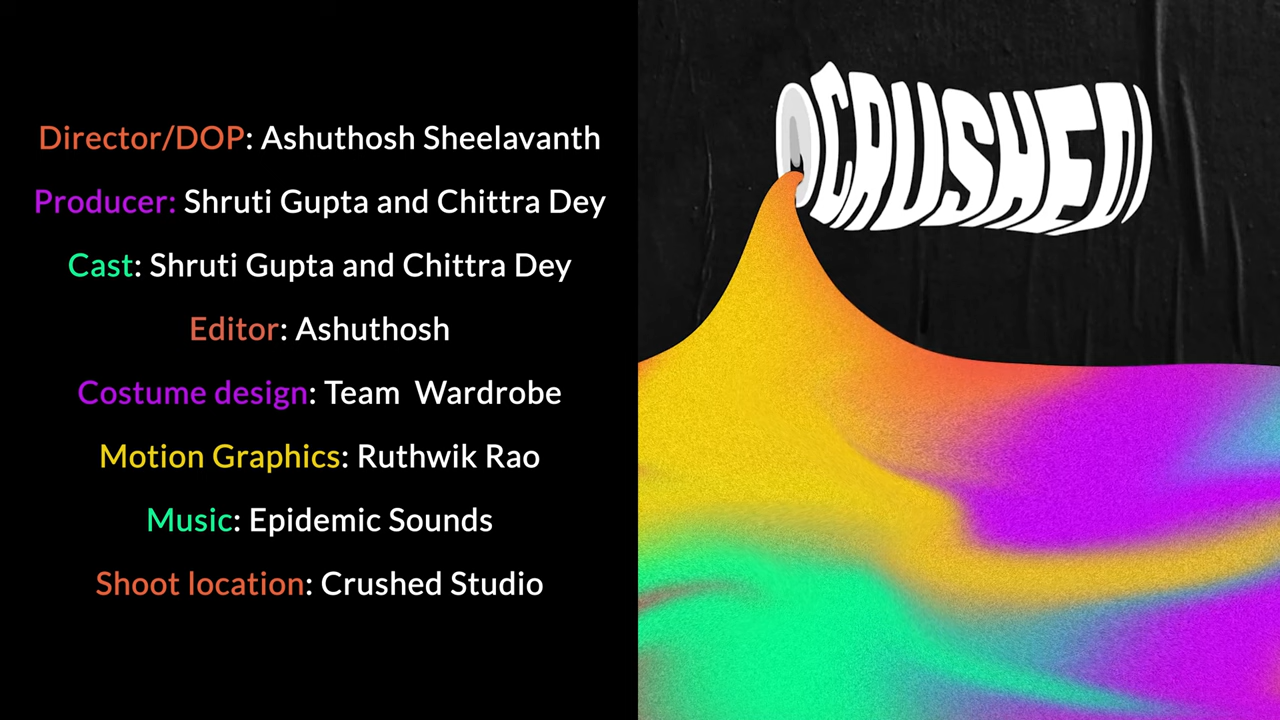 Director/DOP: Ashuthosh Sheelavanth
Producer: Shruti Gupta and Chittra Dey
Cast: Shruti Gupta and Chittra Dey
Editor: Ashuthosh
Costume design: Team  Wardrobe
Motion Graphics: Ruthwik Rao
Music: Epidemic Sounds
Shoot location: Crushed Studio
CRUSHED